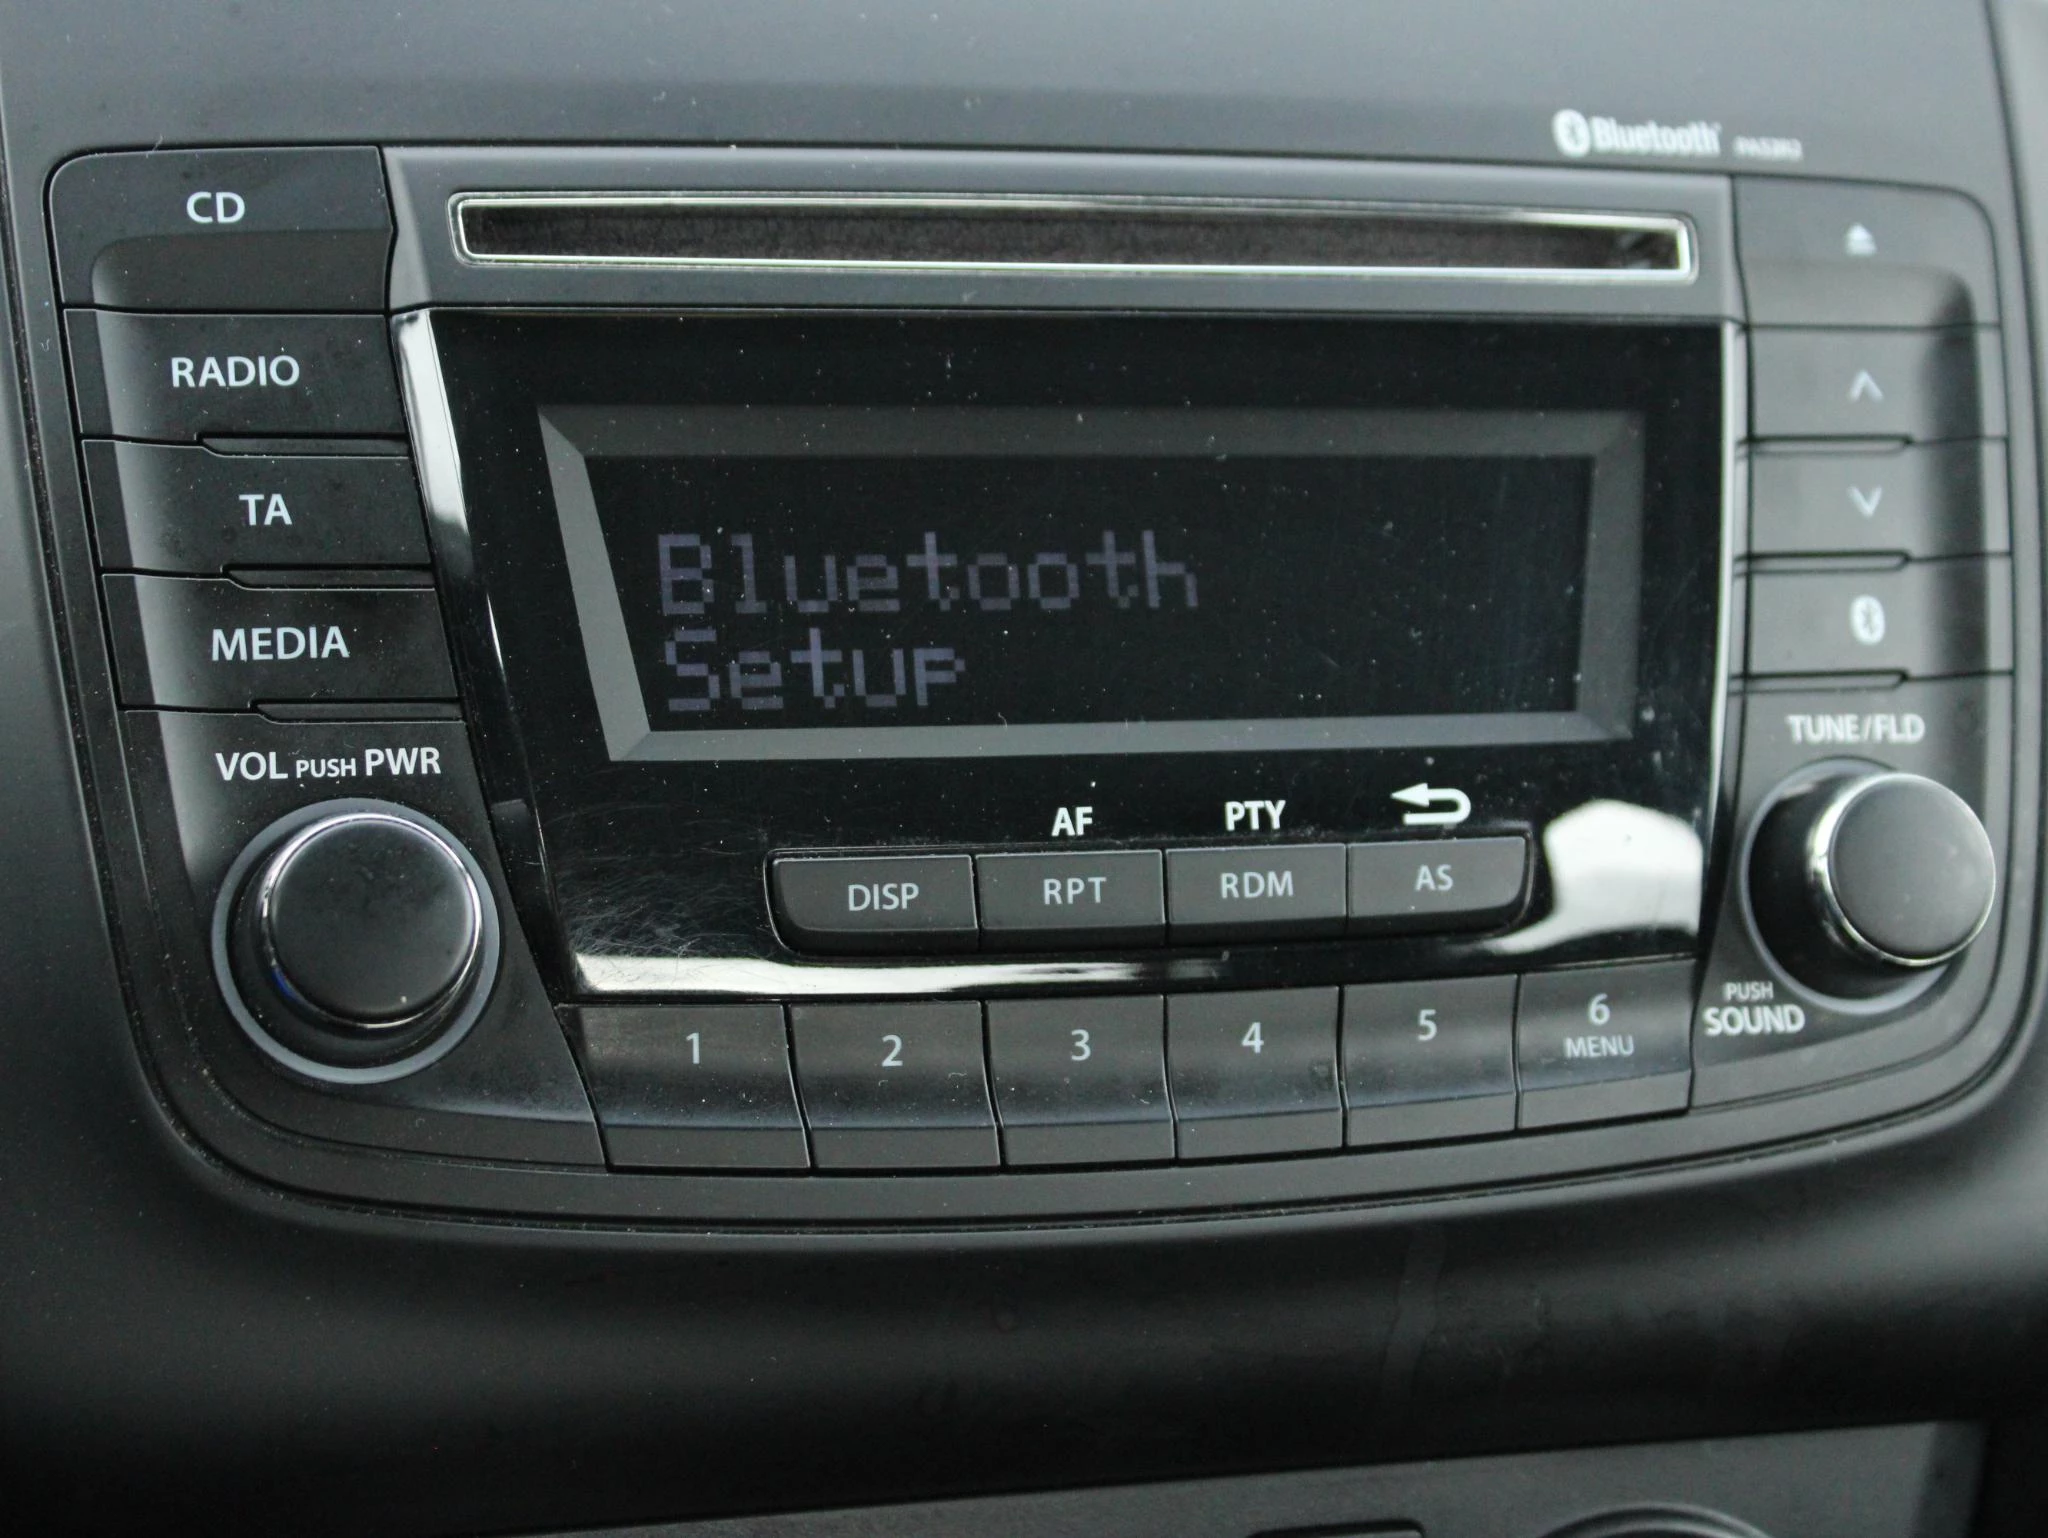 Bluetooth
CD
RADIO
TA
MEDIA
VOL PUSH PWR
Bluetooth
Setup
AF
PTY
DISP
RPT
RDM
AS
1
2
3
4
5
6
MENU
TUNE/FLD
PUSH
SOUND